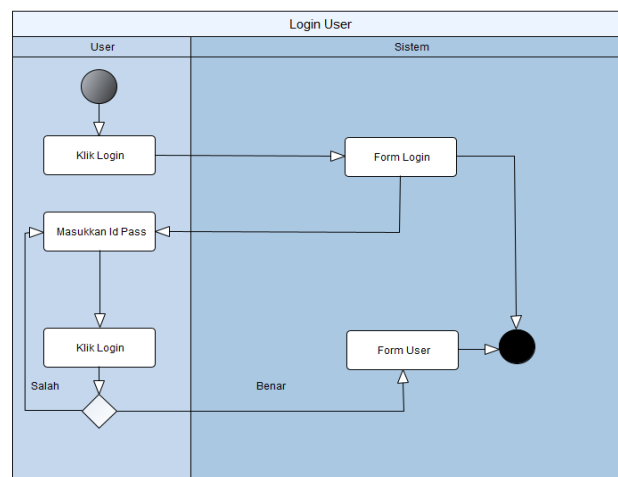 Login User
User
Sistem
Klik Login
Form Login
Masukkan Id Pass
Klik Login
Form User
Salah
Benar